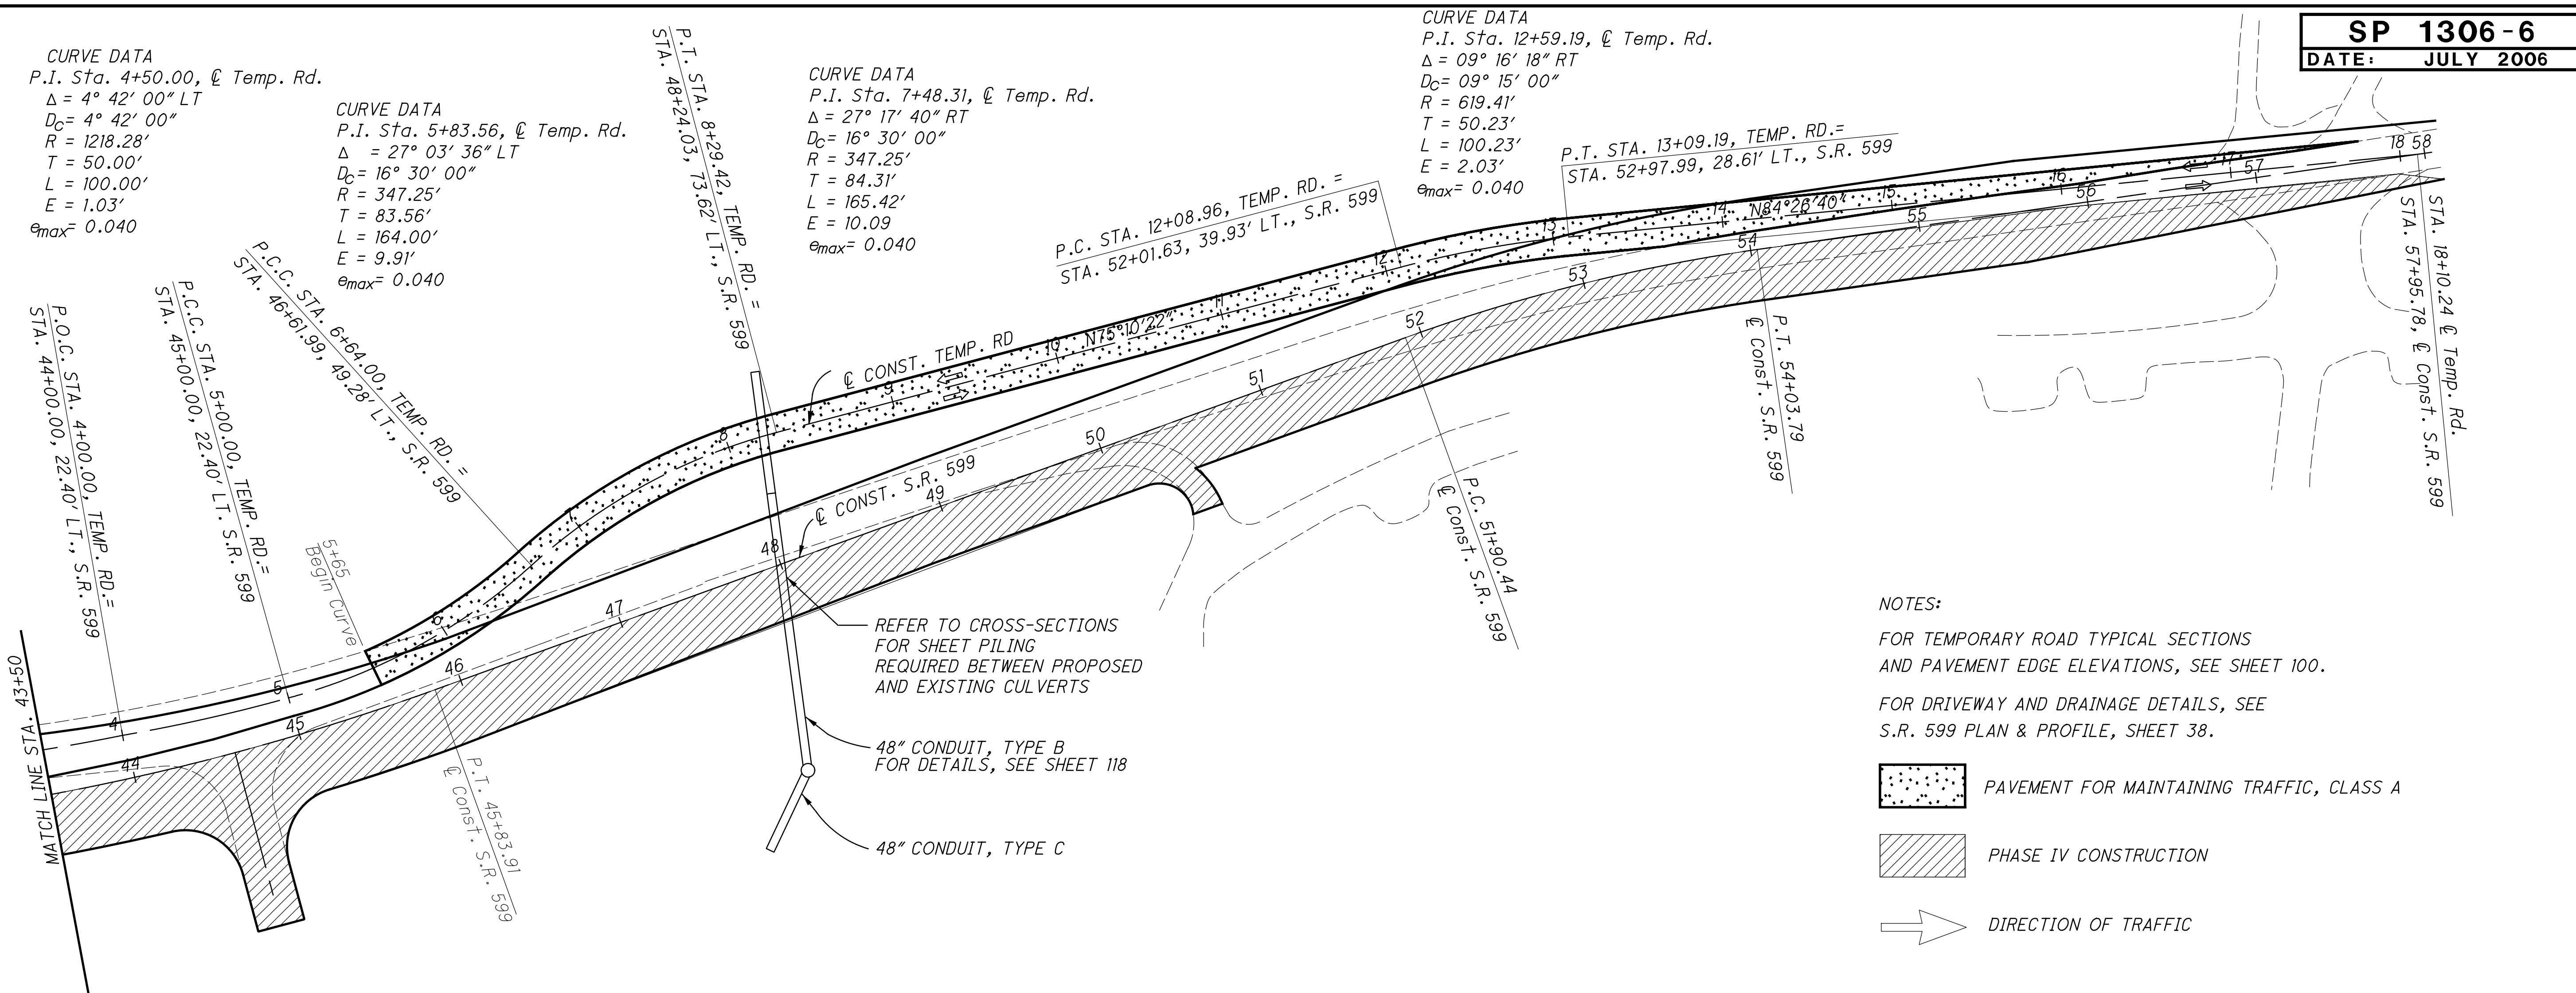 SP 1306-6
DATE: JULY 2006
CURVE DATA
P.I. Sta. 4+50.00, ℄ Temp. Rd.
Δ = 4° 42' 00" LT
Dc= 4° 42' 00"
R = 1218.28'
T = 50.00'
L = 100.00'
E = 1.03'
emax= 0.040
CURVE DATA
P.I. Sta. 5+83.56, ℄ Temp. Rd.
Δ = 27° 03' 36" LT
Dc= 16° 30' 00"
R = 347.25'
T = 83.56'
L = 164.00'
E = 9.91'
emax= 0.040
CURVE DATA
P.I. Sta. 7+48.31, ℄ Temp. Rd.
Δ = 27° 17' 40" RT
Dc= 16° 30' 00"
R = 347.25'
T = 84.31'
L = 165.42'
E = 10.09
emax= 0.040
CURVE DATA
P.I. Sta. 12+59.19, ℄ Temp. Rd.
Δ = 09° 16' 18" RT
Dc= 09° 15' 00"
R = 619.41'
T = 50.23'
L = 100.23'
E = 2.03'
emax= 0.040
P.O.C. STA. 4+00.00, TEMP. RD.=
STA. 44+00.00, 22.40' LT., S.R. 599
P.C.C. STA. 5+00.00, TEMP. RD.=
STA. 45+00.00, 22.40' LT. S.R. 599
P.C.C. STA. 6+64.00, TEMP. RD. =
STA. 46+61.99, 49.28' LT., S.R. 599
P.T. STA. 8+29.42, TEMP. RD. =
STA. 48+24.03, 73.62' LT., S.R. 599
P.C. STA. 12+08.96, TEMP. RD. =
STA. 52+01.63, 39.93' LT., S.R. 599
P.T. STA. 13+09.19, TEMP. RD.=
STA. 52+97.99, 28.61' LT., S.R. 599
STA. 18+10.24 ℄ Temp. Rd.
STA. 57+95.78, ℄ Const. S.R. 599
5+65
Begin Curve
MATCH LINE STA. 43+50
4
5
6
7
8
9
10
11
12
13
14
15
16
17
18
44
45
46
47
48
49
50
51
52
53
54
55
56
57
58
℄ CONST. TEMP. RD
N75°10'22"
N84°26'40"
℄ CONST. S.R. 599
P.T. 45+83.91
℄ Const. S.R. 599
P.C. 51+90.44
℄ Const. S.R. 599
P.T. 54+03.79
℄ Const. S.R. 599
REFER TO CROSS-SECTIONS
FOR SHEET PILING
REQUIRED BETWEEN PROPOSED
AND EXISTING CULVERTS
48" CONDUIT, TYPE B
FOR DETAILS, SEE SHEET 118
48" CONDUIT, TYPE C
NOTES:
FOR TEMPORARY ROAD TYPICAL SECTIONS
AND PAVEMENT EDGE ELEVATIONS, SEE SHEET 100.
FOR DRIVEWAY AND DRAINAGE DETAILS, SEE
S.R. 599 PLAN & PROFILE, SHEET 38.
PAVEMENT FOR MAINTAINING TRAFFIC, CLASS A
PHASE IV CONSTRUCTION
DIRECTION OF TRAFFIC